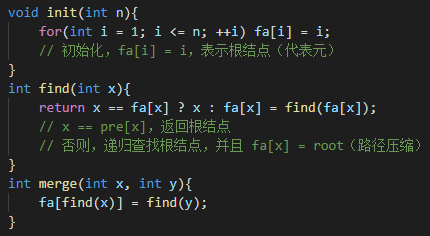 void init(int n){
    for(int i = 1; i <= n; ++i) fa[i] = i;
    // 初始化，fa[i] = i，表示根结点（代表元）
}
int find(int x){
    return x == fa[x] ? x : fa[x] = find(fa[x]);
    // x == pre[x]，返回根结点
    // 否则，递归查找根结点，并且 fa[x] = root（路径压缩）
}
int merge(int x, int y){
    fa[find(x)] = find(y);
}